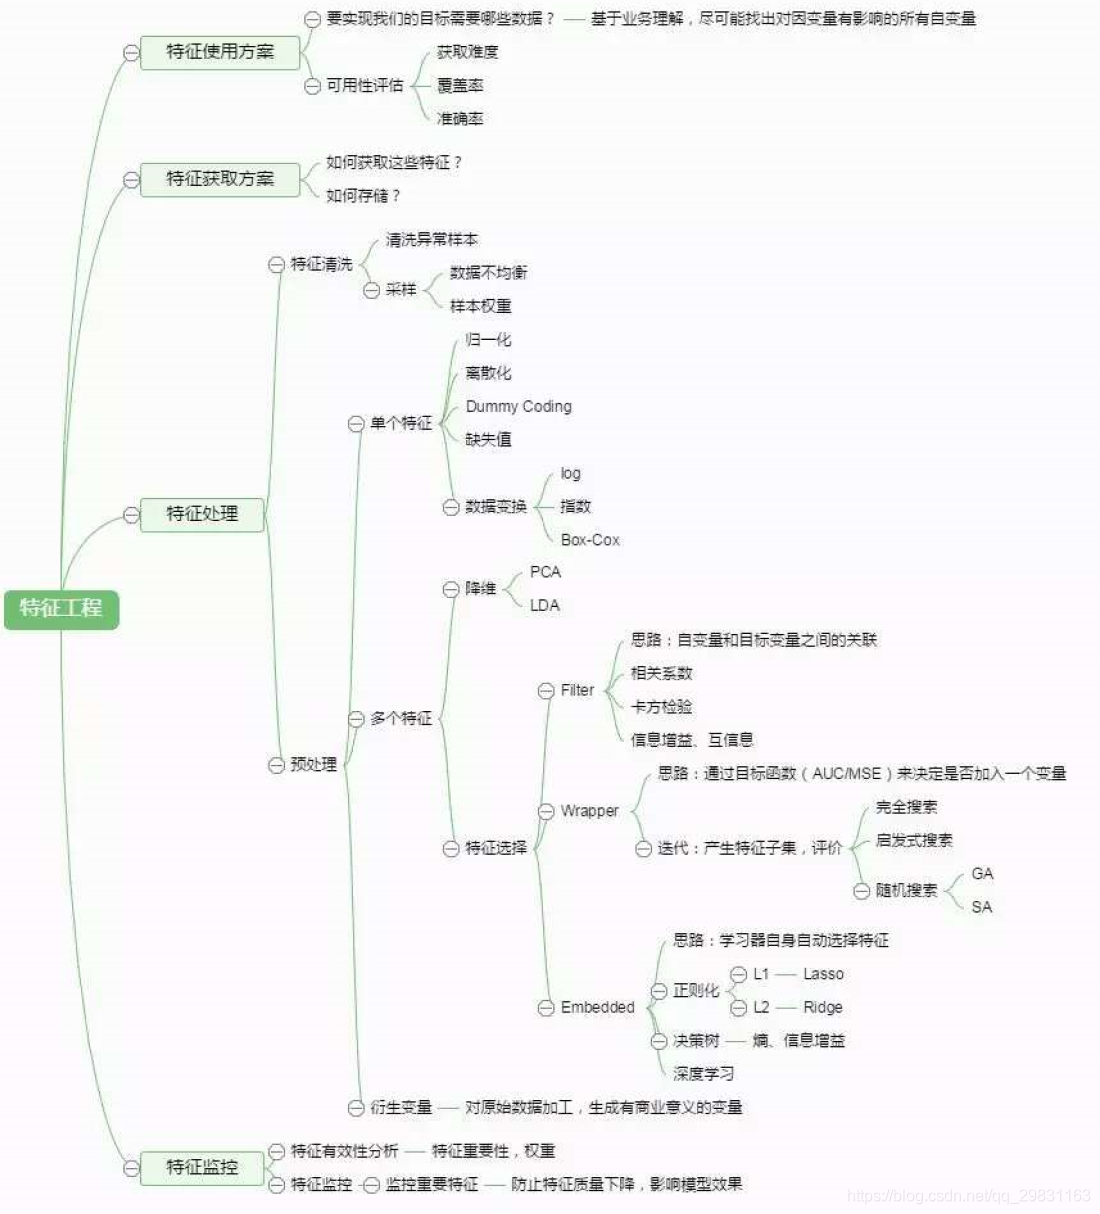 要实现我们的目标需要哪些数据？ 基于业务理解，尽可能找出对因变量有影响的所有自变量
特征使用方案
获取难度
可用性评估
覆盖率
准确率
如何获取这些特征？
特征获取方案
如何存储？
清洗异常样本
特征清洗
数据不均衡
采样
样本权重
归一化
离散化
Dummy Coding
单个特征
缺失值
log
数据变换
指数
特征处理
Box-Cox
PCA
降维
LDA
特征工程
思路：自变量和目标变量之间的关联
相关系数
Filter
卡方检验
多个特征
信息增益、互信息
预处理
思路：通过目标函数（AUC/MSE）来决定是否加入一个变量
Wrapper
完全搜索
启发式搜索
特征选择
迭代：产生特征子集，评价
GA
随机搜索
SA
思路：学习器自身自动选择特征
L1 Lasso
正则化
L2 Ridge
Embedded
决策树 熵、信息增益
深度学习
衍生变量 对原始数据加工，生成有商业意义的变量
特征有效性分析 特征重要性，权重
特征监控
特征监控 监控重要特征 防止特征质量下降，影响模型效果
https://blog.csdn.net/qq_29831163